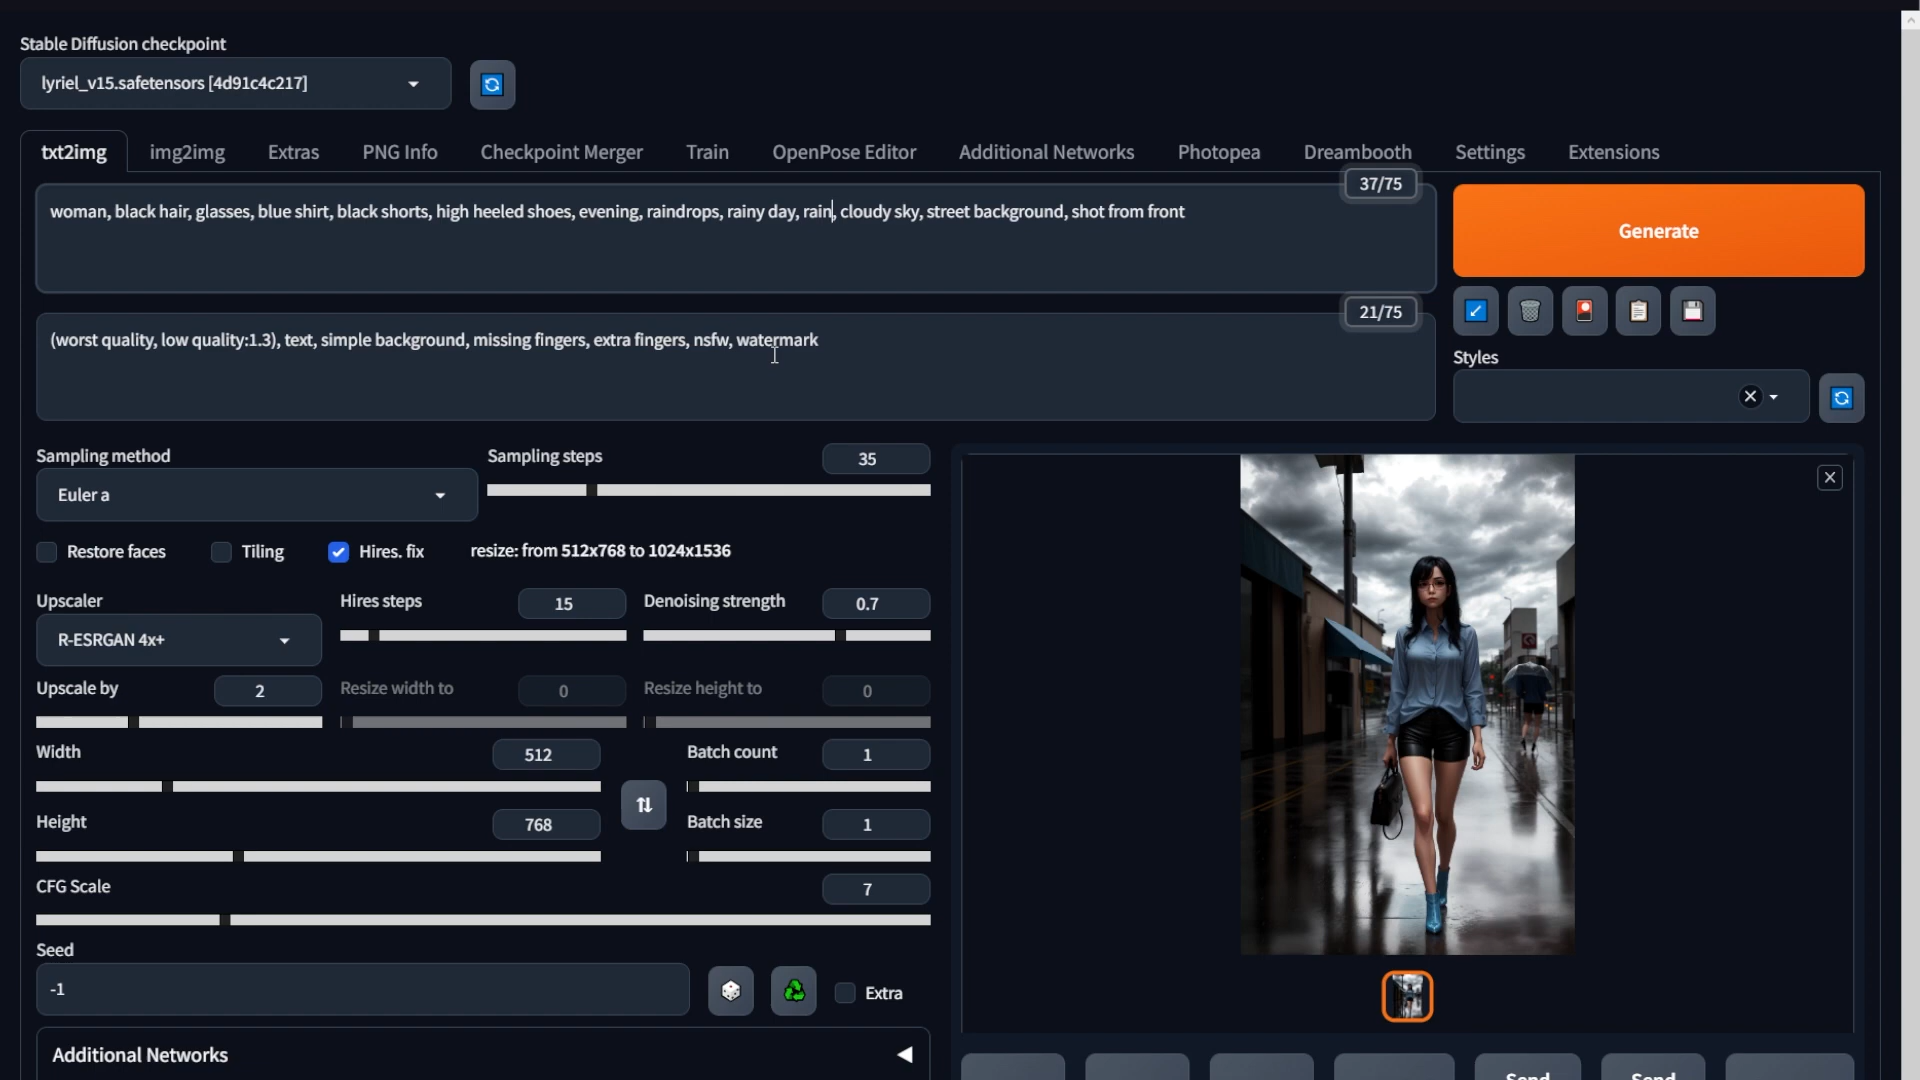 Stable Diffusion checkpoint
lyriel_v15.safetensors [4d91c4c217]
txt2img img2img Extras PNG Info Checkpoint Merger Train OpenPose Editor Additional Networks Photopea Dreambooth Settings Extensions
37/75
woman, black hair, glasses, blue shirt, black shorts, high heeled shoes, evening, raindrops, rainy day, rain, cloudy sky, street background, shot from front
Generate
21/75
(worst quality, low quality:1.3), text, simple background, missing fingers, extra fingers, nsfw, watermark
Styles
Sampling method
Euler a
Sampling steps 35
Restore faces Tiling Hires. fix resize: from 512x768 to 1024x1536
Upscaler
R-ESRGAN 4x+
Hires steps 15
Denoising strength 0.7
Upscale by 2
Resize width to 0
Resize height to 0
Width 512
Batch count 1
Height 768
Batch size 1
CFG Scale 7
Seed
-1
Extra
Additional Networks
Send Send